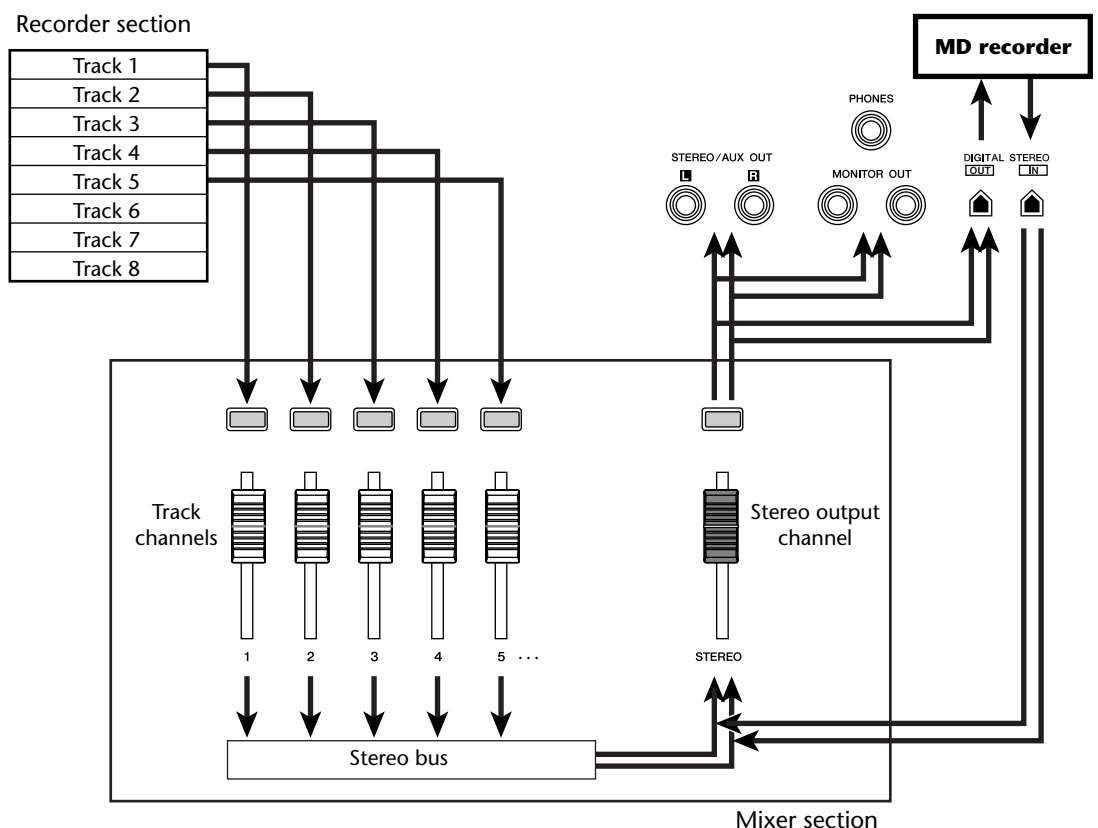 Recorder section
Track 1
Track 2
Track 3
Track 4
Track 5
Track 6
Track 7
Track 8
MD recorder
PHONES
STEREO/AUX OUT
L R
MONITOR OUT
DIGITAL STEREO
OUT IN
Track
channels
Stereo output
channel
1 2 3 4 5 ...
STEREO
Stereo bus
Mixer section